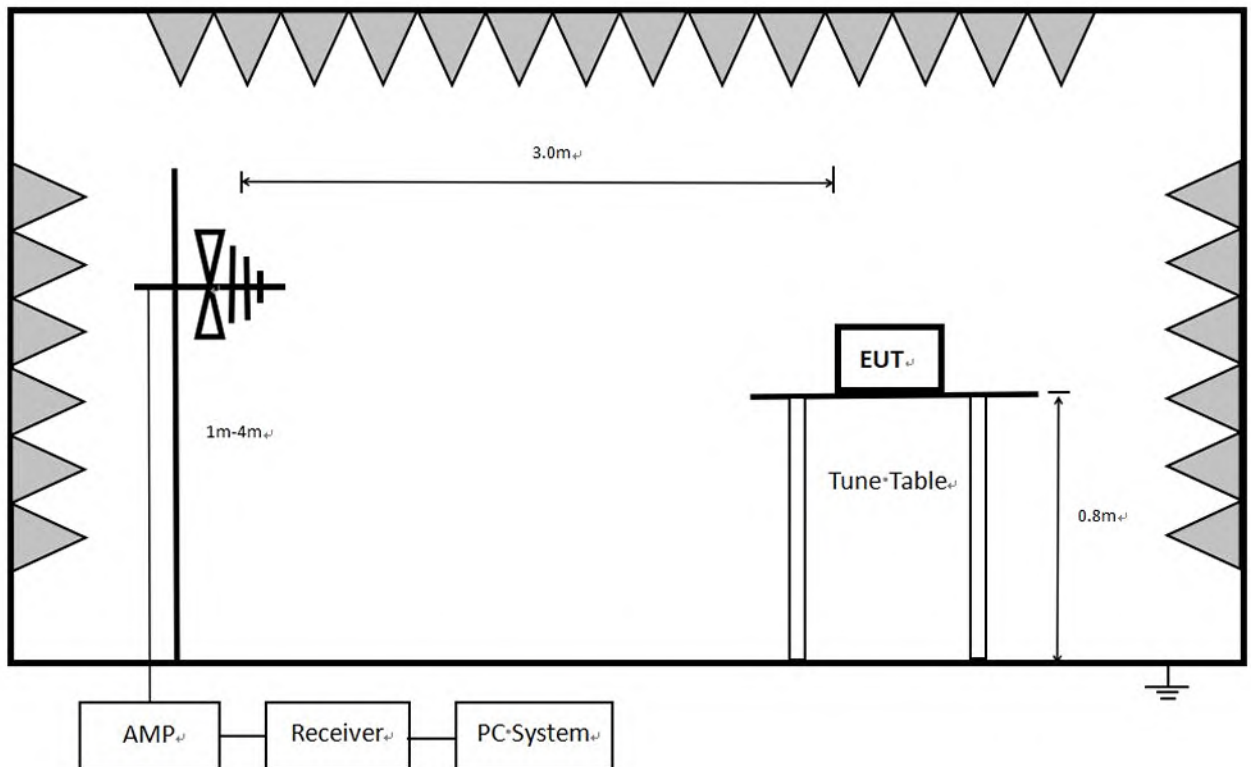 3.0m
EUT
1m-4m
Tune Table
0.8m
AMP
Receiver
PC System